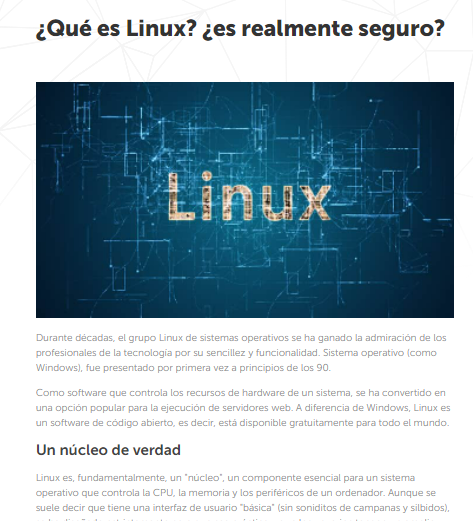 ¿Qué es Linux? ¿es realmente seguro?
Linux
Durante décadas, el grupo Linux de sistemas operativos se ha ganado la admiración de los
profesionales de la tecnología por su sencillez y funcionalidad. Sistema operativo (como
Windows), fue presentado por primera vez a principios de los 90.
Como software que controla los recursos de hardware de un sistema, se ha convertido en
una opción popular para la ejecución de servidores web. A diferencia de Windows, Linux es
un software de código abierto, es decir, está disponible gratuitamente para todo el mundo.
Un núcleo de verdad
Linux es, fundamentalmente, un "núcleo", un componente esencial para un sistema
operativo que controla la CPU, la memoria y los periféricos de un ordenador. Aunque se
suele decir que tiene una interfaz de usuario "básica" (sin soniditos de campanas y silbidos),